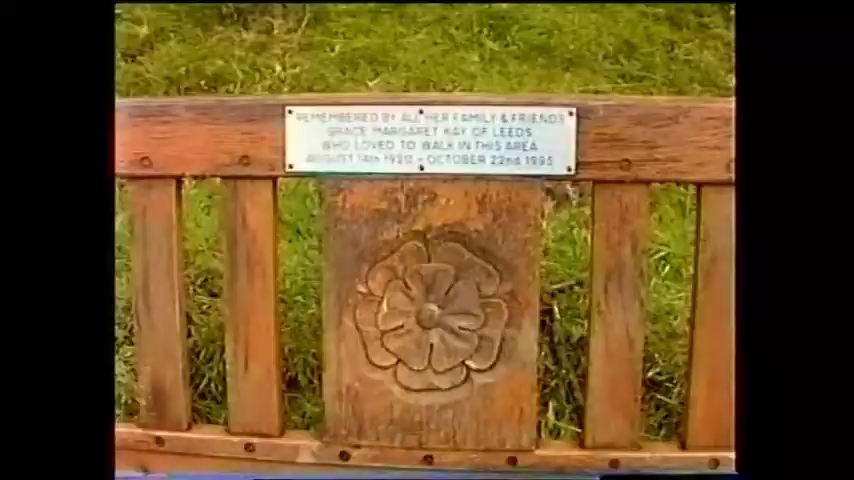 REMEMBERED BY ALL HER FAMILY & FRIENDS
GRACE MARGARET KAY OF LEEDS
WHO LOVED TO WALK IN THIS AREA
AUGUST 14th 1920 - OCTOBER 22nd 1995